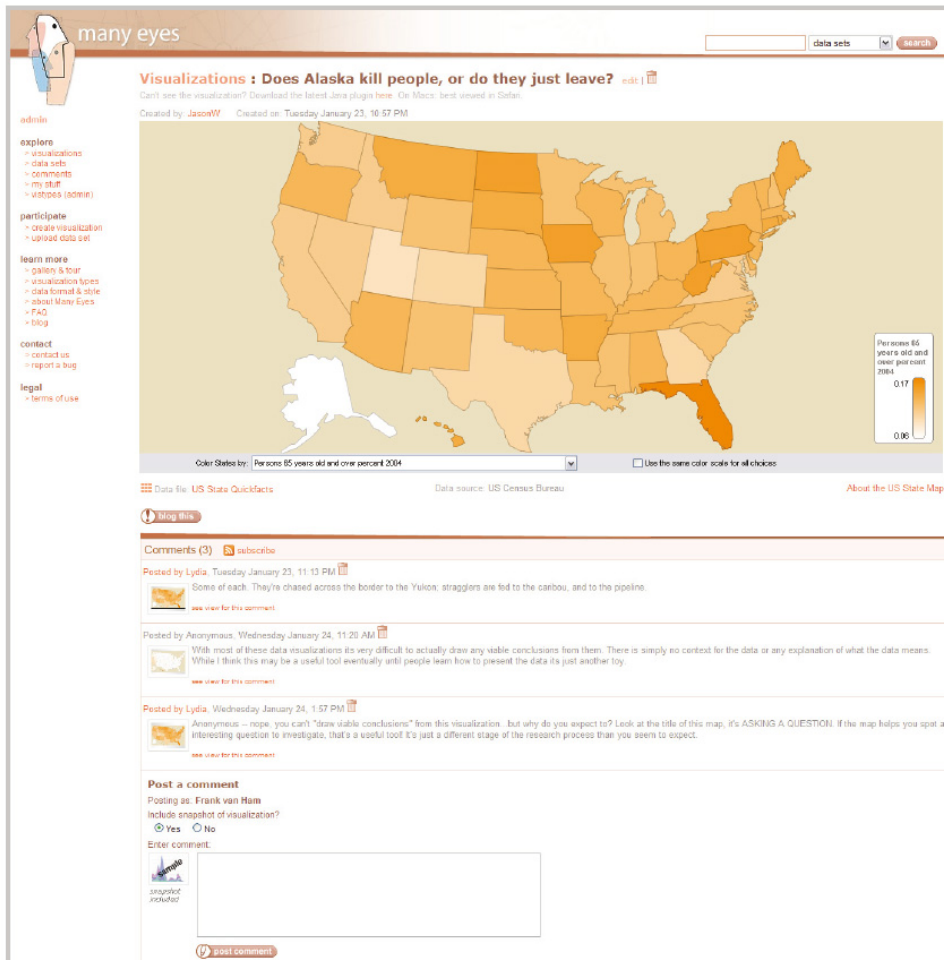 many eyes
data sets
search
Visualizations : Does Alaska kill people, or do they just leave? edit |
Can't see the visualization? Download the latest Java plugin here. On Macs: best viewed in Safari.
Created by: JasonW Created on: Tuesday January 23, 10:57 PM
admin
explore
> visualizations
> data sets
> comments
> my stuff
> vistypes (admin)
participate
> create visualization
> upload data set
learn more
> gallery & tour
> visualization types
> data format & style
> about Many Eyes
> FAQ
> blog
contact
> contact us
> report a bug
legal
> terms of use
Persons 65
years old and
over percent
2004
0.17
0.06
Color States by: Persons 65 years old and over percent 2004
Use the same color scale for all choices
Data file: US State Quickfacts
Data source: US Census Bureau
About the US State Map
blog this
Comments (3) subscribe
Posted by Lydia, Tuesday January 23, 11:13 PM
Some of each. They're chased across the border to the Yukon; stragglers are fed to the caribou, and to the pipeline.
see view for this comment
Posted by Anonymous, Wednesday January 24, 11:20 AM
With most of these data visualizations its very difficult to actually draw any viable conclusions from them. There is simply no context for the data or any explanation of what the data means.
While I think this may be a useful tool eventually until people learn how to present the data its just another toy.
see view for this comment
Posted by Lydia, Wednesday January 24, 1:57 PM
Anonymous -- nope, you can't "draw viable conclusions" from this visualization...but why do you expect to? Look at the title of this map, it's ASKING A QUESTION. If the map helps you spot a
interesting question to investigate, that's a useful tool! It's just a different stage of the research process than you seem to expect.
see view for this comment
Post a comment
Posting as: Frank van Ham
Include snapshot of visualization?
Yes No
Enter comment:
sample
snapshot
included
post comment